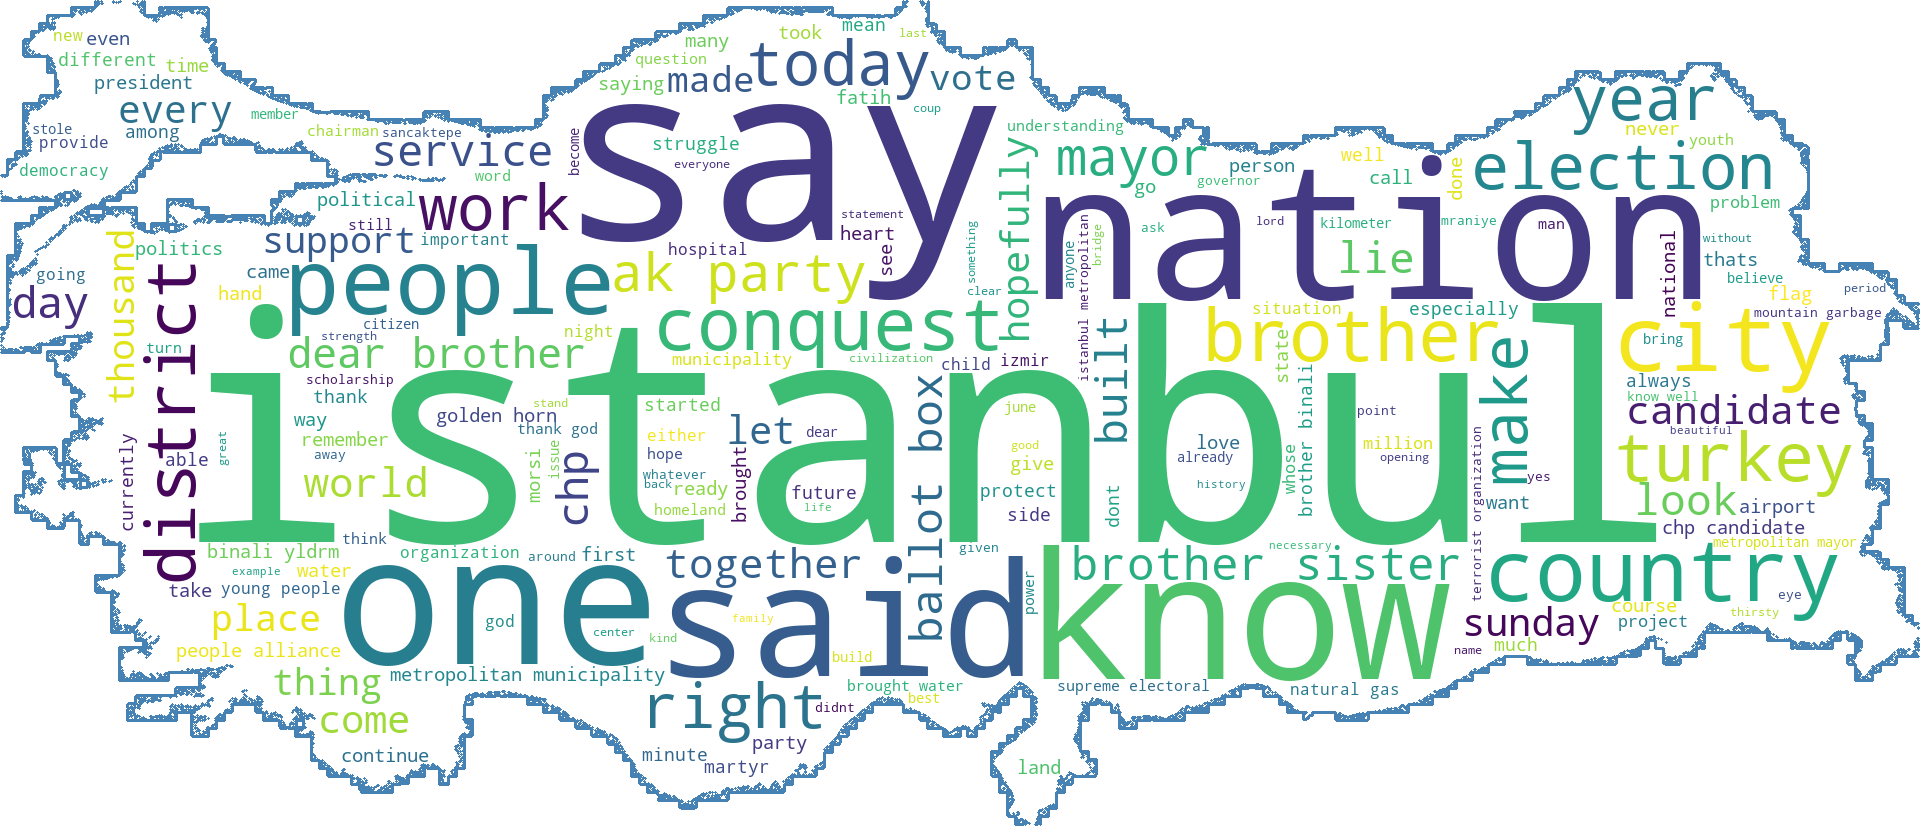 new
even
different
time
president
every
among
stole
provide
democracy
member
chairman
sancaktepe
service
become
word
political
work
still
support
important
politics
came
going
hand
day
thousand
district
people
citizen
strength
turn
many
question
saying
took
mean
last
made
today
vote
fatih
coup
struggle
everyone
say
statement
heart
hospital
see
ak party
something
clear
hopefully
understanding
mayor
go
governor
person
well
call
done
election
year
never
youth
problem
lord
kilometer
mraniye
man
ask
bridge
anyone
istanbul metropolitan
nation
lie
national
without
thats
believe
period
flag
mountain garbage
bring
situation
especially
brother
city
state
conquest
night
dear brother
municipality
civilization
child
izmir
built
scholarship
thank
way
remember
away
great
able
currently
world
golden horn
stand
thank god
started
either
hope
whatever
back
ready
homeland
morsi
issue
chp
let
dear
brought
future
life
ballot box
june
good
give
protect
side
dont
love
already
history
whose
brother binali
point
million
opening
terrorist organization
make
yes
want
always
know well
candidate
beautiful
turkey
look
airport
chp candidate
metropolitan mayor
istanbul
binali yldrm
example
water
think
organization
around
first
together
given
necessary
brother sister
country
take
young people
place
people alliance
one
god
center
kind
said
family
build
power
know
sunday
name
much
course
project
thirsty
eye
thing
come
continue
metropolitan municipality
right
minute
martyr
party
didnt
brought water
best
supreme electoral
natural gas
land